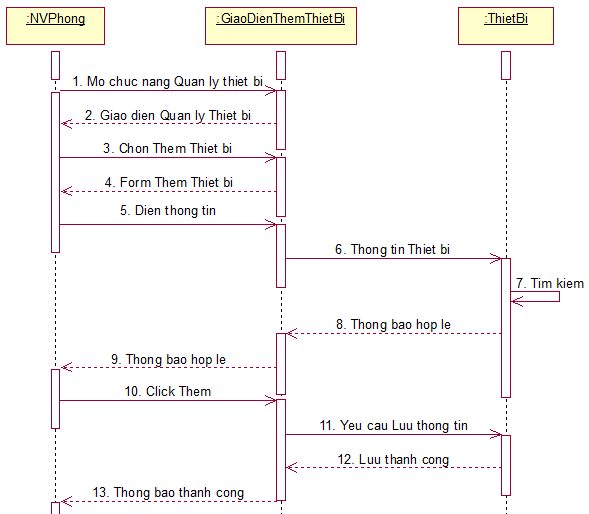 :NVPhong
:GiaoDienThemThietBi
:ThietBi
1. Mo chuc nang Quan ly thiet bi
2. Giao dien Quan ly Thiet bi
3. Chon Them Thiet bi
4. Form Them Thiet bi
5. Dien thong tin
6. Thong tin Thiet bi
7. Tim kiem
8. Thong bao hop le
9. Thong bao hop le
10. Click Them
11. Yeu cau Luu thong tin
12. Luu thanh cong
13. Thong bao thanh cong